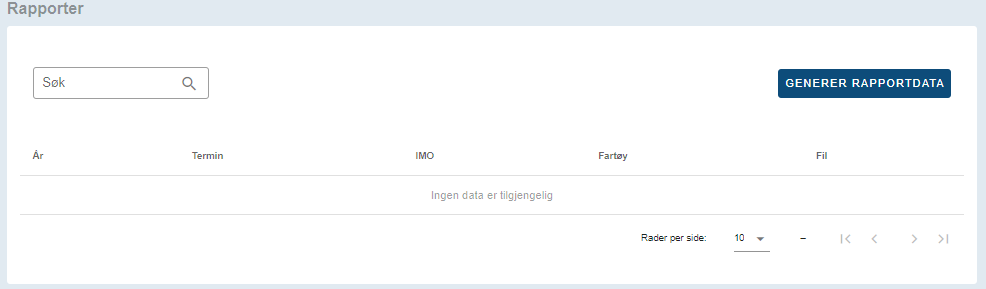 Rapporter
Søk
GENERER RAPPORTDATA
År Termin IMO Fartøy Fil
Ingen data er tilgjengelig
Rader per side: 10 –